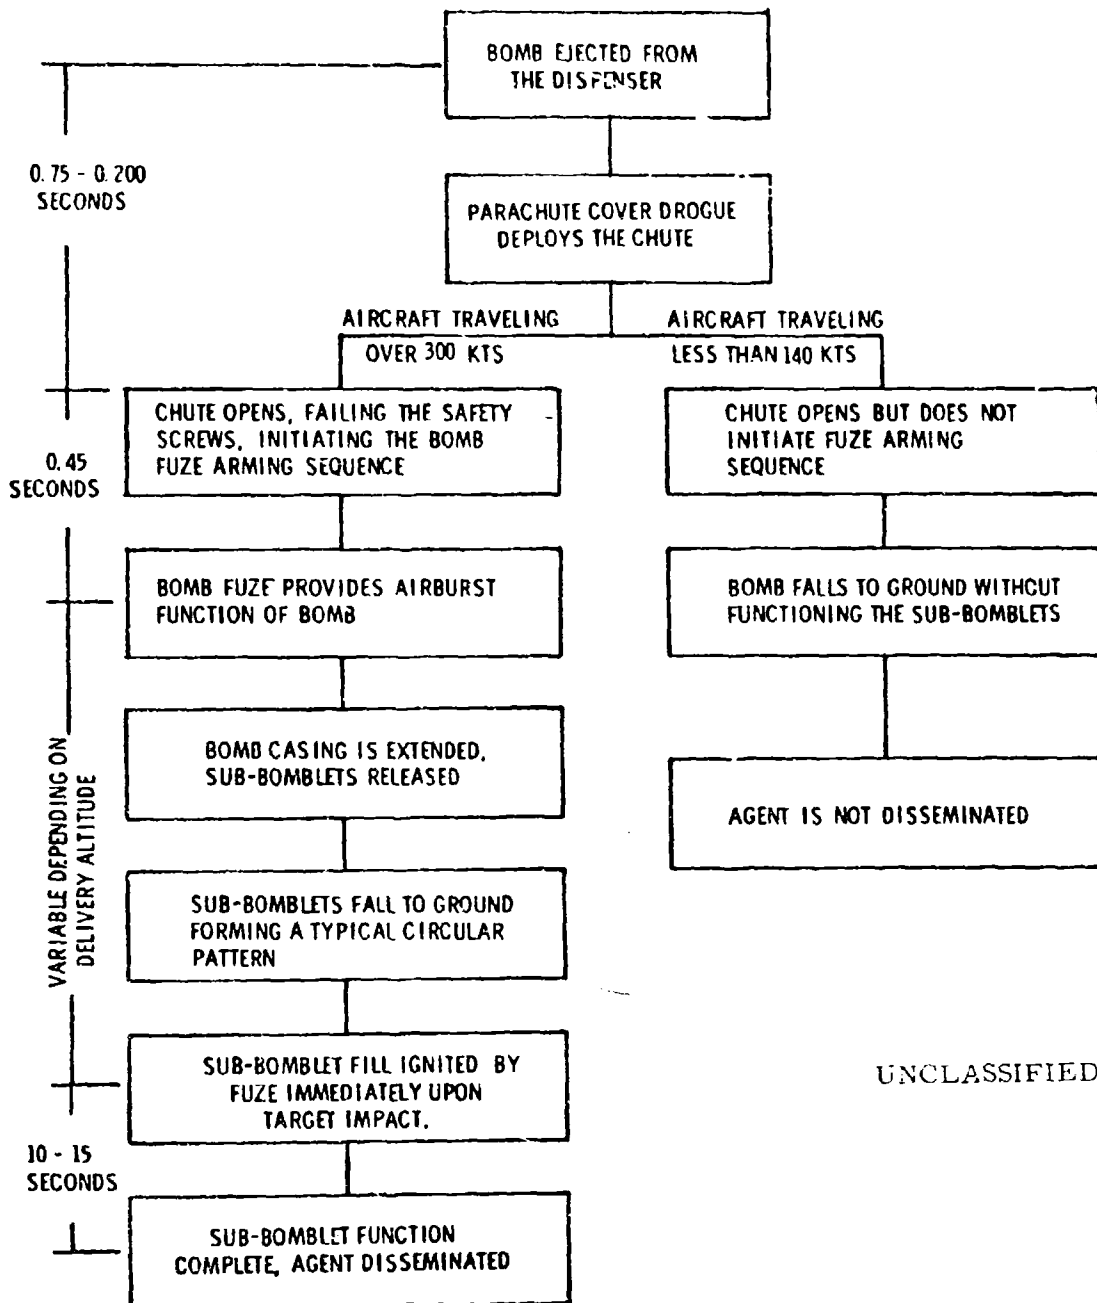 BOMB EJECTED FROM
THE DISPENSER
0.75 - 0.200
SECONDS
PARACHUTE COVER DROGUE
DEPLOYS THE CHUTE
AIRCRAFT TRAVELING
OVER 300 KTS
AIRCRAFT TRAVELING
LESS THAN 140 KTS
CHUTE OPENS, FAILING THE SAFETY
SCREWS, INITIATING THE BOMB
FUZE ARMING SEQUENCE
CHUTE OPENS BUT DOES NOT
INITIATE FUZE ARMING
SEQUENCE
0.45
SECONDS
BOMB FUZE PROVIDES AIRBURST
FUNCTION OF BOMB
BOMB FALLS TO GROUND WITHOUT
FUNCTIONING THE SUB-BOMBLETS
VARIABLE DEPENDING ON
DELIVERY ALTITUDE
BOMB CASING IS EXTENDED,
SUB-BOMBLETS RELEASED
AGENT IS NOT DISSEMINATED
SUB-BOMBLETS FALL TO GROUND
FORMING A TYPICAL CIRCULAR
PATTERN
SUB-BOMBLET FILL IGNITED BY
FUZE IMMEDIATELY UPON
TARGET IMPACT.
UNCLASSIFIED
10 - 15
SECONDS
SUB-BOMBLET FUNCTION
COMPLETE, AGENT DISSEMINATED